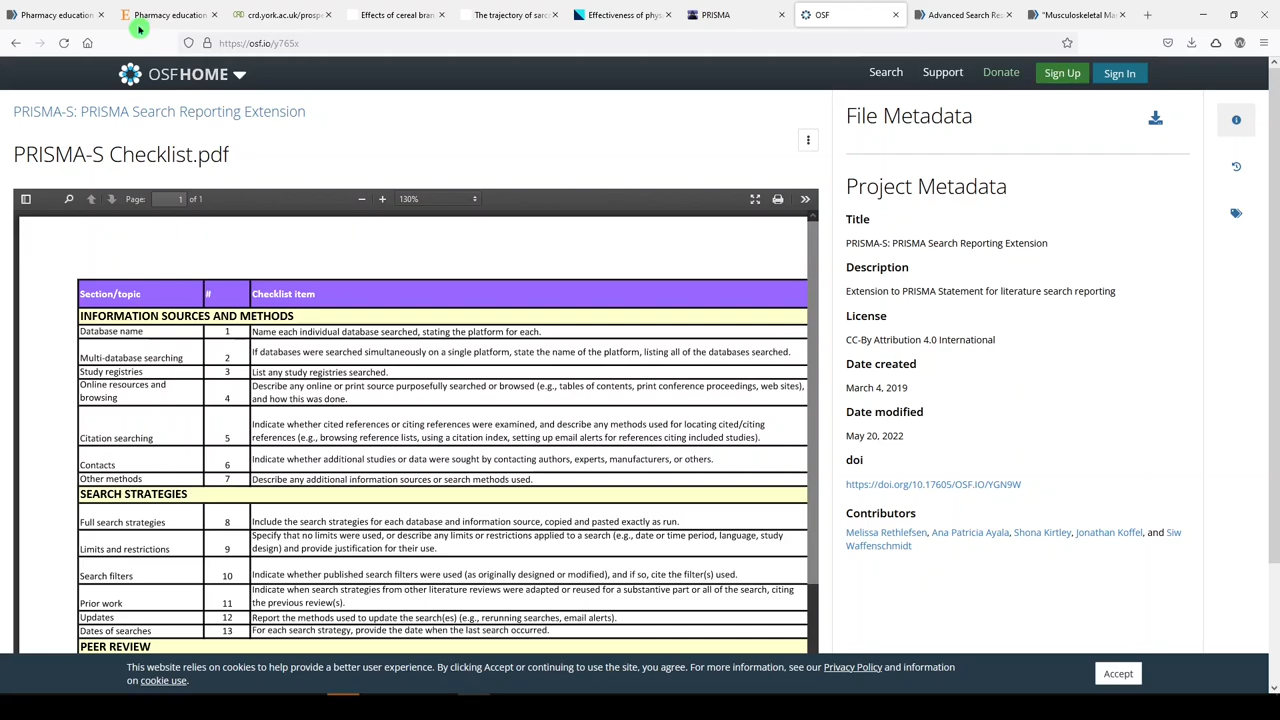 Pharmacy education
Pharmacy education
crd.york.ac.uk/prospe
Effects of cereal bran
The trajectory of sarc
Effectiveness of phys
PRISMA
OSF
Advanced Search Res
"Musculoskeletal Man
https://osf.io/y765x
OSFHOME
Search
Support
Donate
Sign Up
Sign In
PRISMA-S: PRISMA Search Reporting Extension
PRISMA-S Checklist.pdf
Page: 1 of 1
130%
Section/topic # Checklist item
INFORMATION SOURCES AND METHODS
Database name 1 Name each individual database searched, stating the platform for each.
Multi-database searching 2 If databases were searched simultaneously on a single platform, state the name of the platform, listing all of the databases searched.
Study registries 3 List any study registries searched.
Online resources and
browsing 4 Describe any online or print source purposefully searched or browsed (e.g., tables of contents, print conference proceedings, web sites),
and how this was done.
Citation searching 5 Indicate whether cited references or citing references were examined, and describe any methods used for locating cited/citing
references (e.g., browsing reference lists, using a citation index, setting up email alerts for references citing included studies).
Contacts 6 Indicate whether additional studies or data were sought by contacting authors, experts, manufacturers, or others.
Other methods 7 Describe any additional information sources or search methods used.
SEARCH STRATEGIES
Full search strategies 8 Include the search strategies for each database and information source, copied and pasted exactly as run.
Limits and restrictions 9 Specify that no limits were used, or describe any limits or restrictions applied to a search (e.g., date or time period, language, study
design) and provide justification for their use.
Search filters 10 Indicate whether published search filters were used (as originally designed or modified), and if so, cite the filter(s) used.
Prior work 11 Indicate when search strategies from other literature reviews were adapted or reused for a substantive part or all of the search, citing
the previous review(s).
Updates 12 Report the methods used to update the search(es) (e.g., rerunning searches, email alerts).
Dates of searches 13 For each search strategy, provide the date when the last search occurred.
PEER REVIEW
File Metadata
Project Metadata
Title
PRISMA-S: PRISMA Search Reporting Extension
Description
Extension to PRISMA Statement for literature search reporting
License
CC-By Attribution 4.0 International
Date created
March 4, 2019
Date modified
May 20, 2022
doi
https://doi.org/10.17605/OSF.IO/YGN9W
Contributors
Melissa Rethlefsen, Ana Patricia Ayala, Shona Kirtley, Jonathan Koffel, and Siw
Waffenschmidt
This website relies on cookies to help provide a better user experience. By clicking Accept or continuing to use the site, you agree. For more information, see our Privacy Policy and information
on cookie use.
Accept